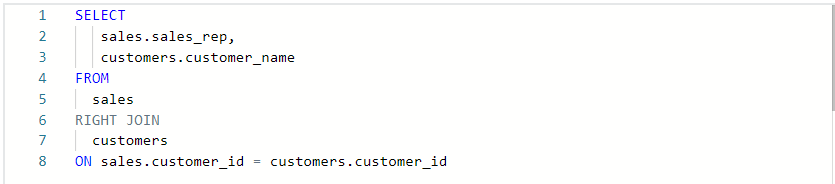 1 SELECT
2 sales.sales_rep,
3 customers.customer_name
4 FROM
5 sales
6 RIGHT JOIN
7 customers
8 ON sales.customer_id = customers.customer_id